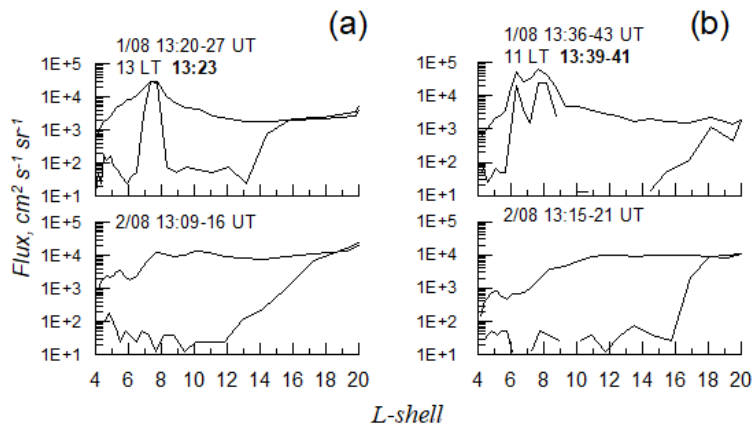 (a)
1/08 13:20-27 UT
13 LT 13:23
1E+5
1E+4
1E+3
1E+2
1E+1
2/08 13:09-16 UT
1E+5
1E+4
1E+3
1E+2
1E+1
4 6 8 10 12 14 16 18 20
Flux, cm² s⁻¹ sr⁻¹
(b)
1/08 13:36-43 UT
11 LT 13:39-41
1E+5
1E+4
1E+3
1E+2
1E+1
2/08 13:15-21 UT
1E+5
1E+4
1E+3
1E+2
1E+1
4 6 8 10 12 14 16 18 20
L-shell